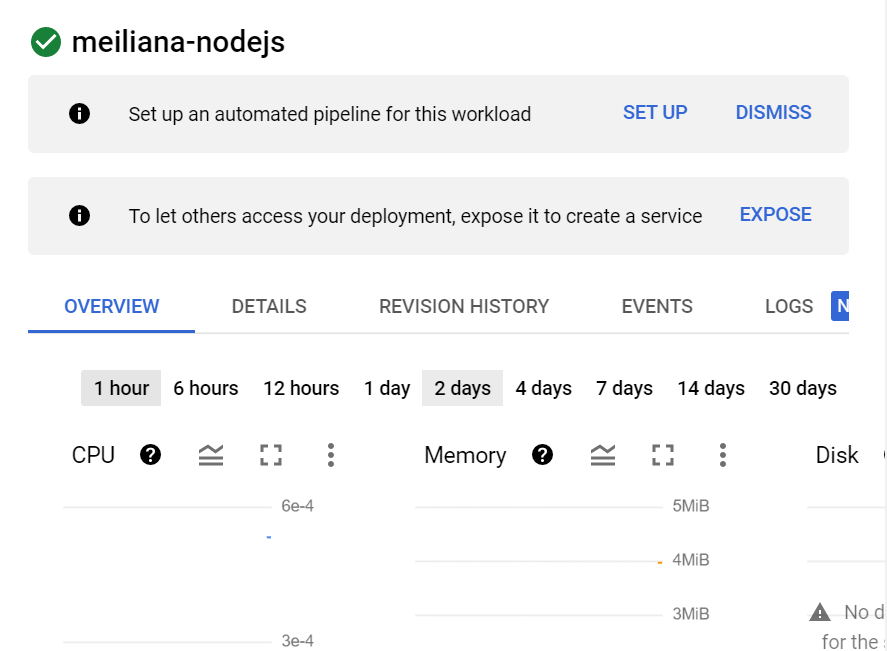 meiliana-nodejs
Set up an automated pipeline for this workload SET UP DISMISS
To let others access your deployment, expose it to create a service EXPOSE
OVERVIEW DETAILS REVISION HISTORY EVENTS LOGS N
1 hour 6 hours 12 hours 1 day 2 days 4 days 7 days 14 days 30 days
CPU Memory Disk
6e-4 5MiB
4MiB
3MiB
No d
3e-4 for the